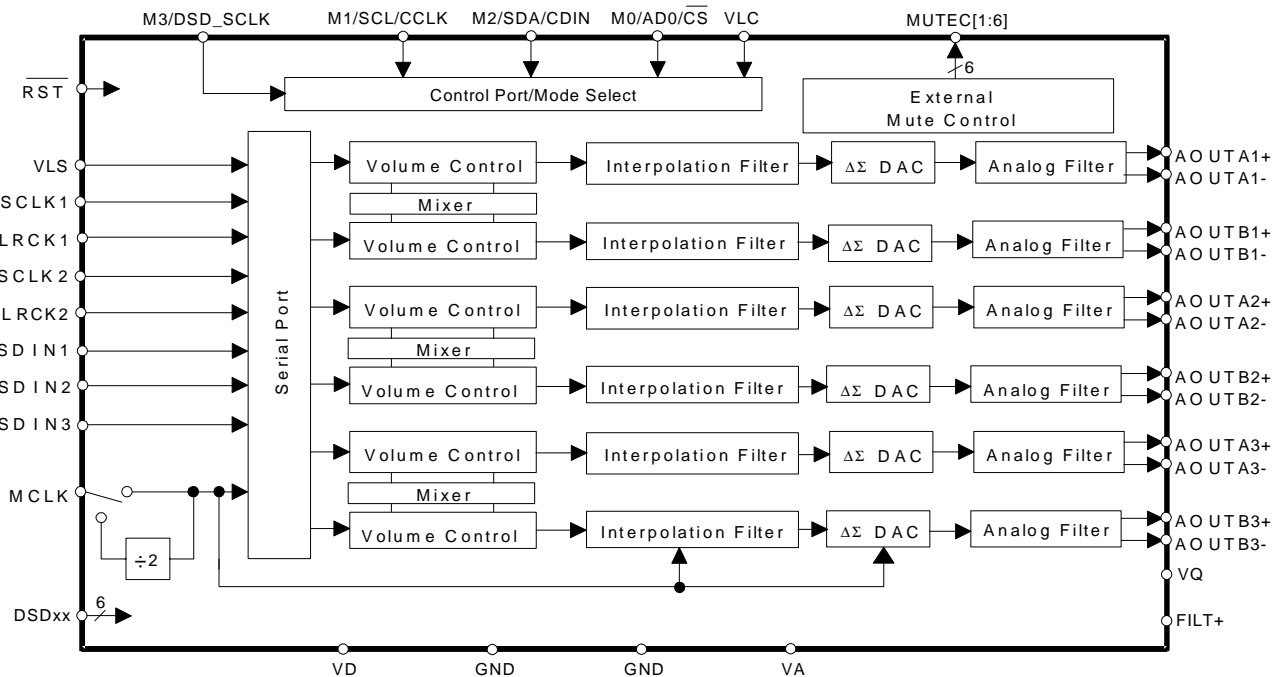 M3/DSD_SCLK
M1/SCL/CCLK
M2/SDA/CDIN
M0/AD0/CS
VLC
MUTEC[1:6]
RST
6
Control Port/Mode Select
External
Mute Control
VLS
SCLK1
LRCK1
SCLK2
LRCK2
SDIN1
SDIN2
SDIN3
MCLK
÷2
DSDxx
6
Serial Port
Volume Control
Interpolation Filter
ΔΣ DAC
Analog Filter
AOUTA1+
AOUTA1-
Mixer
Volume Control
Interpolation Filter
ΔΣ DAC
Analog Filter
AOUTB1+
AOUTB1-
Volume Control
Interpolation Filter
ΔΣ DAC
Analog Filter
AOUTA2+
AOUTA2-
Mixer
Volume Control
Interpolation Filter
ΔΣ DAC
Analog Filter
AOUTB2+
AOUTB2-
Volume Control
Interpolation Filter
ΔΣ DAC
Analog Filter
AOUTA3+
AOUTA3-
Mixer
Volume Control
Interpolation Filter
ΔΣ DAC
Analog Filter
AOUTB3+
AOUTB3-
VQ
FILT+
VD
GND
GND
VA